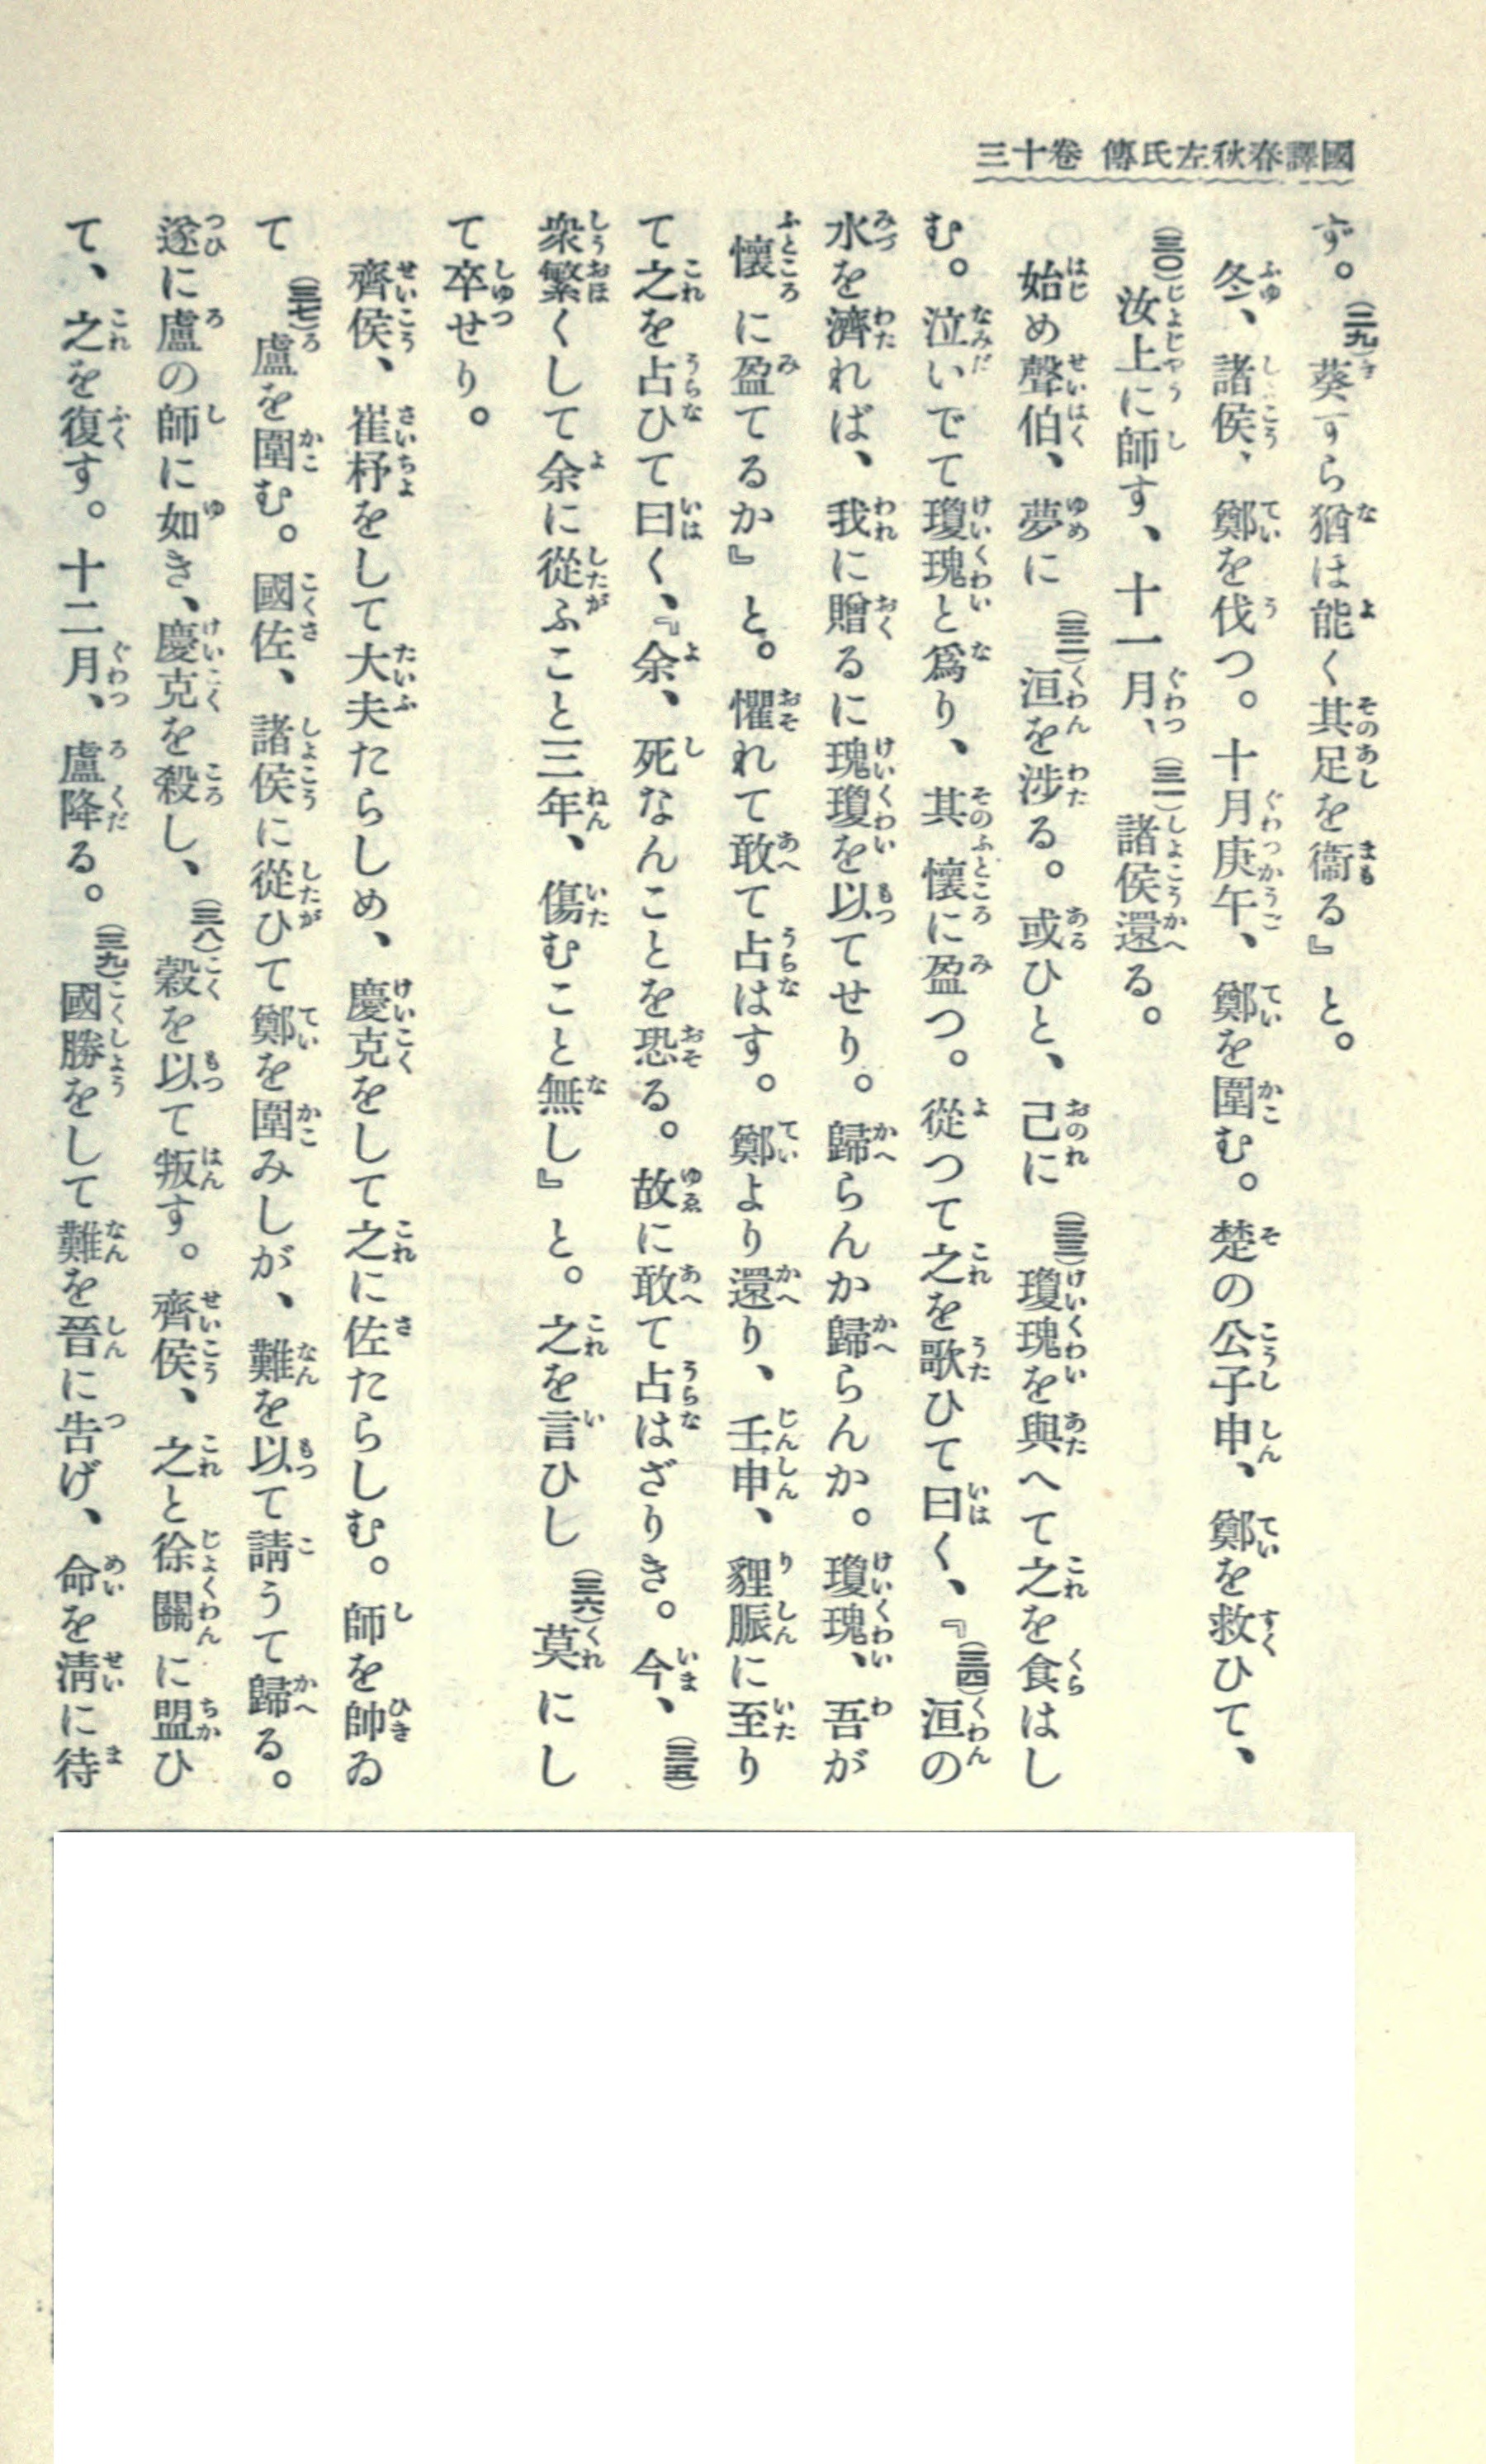 國譯春秋左氏傳 卷十三
ず。(二九)葵すら猶ほ能く其足を衞る』と。
冬、諸侯、鄭を伐つ。十月庚午、鄭を圍む。楚の公子申、鄭を救ひて、
(三〇)汝上に師す、十一月、(三一)諸侯還る。
始め聲伯、夢に(三二)洹を涉る。或ひと、己に(三三)瓊瑰を與へて之を食はし
む。泣いでて瓊瑰と爲り、其懷に盈つ。從つて之を歌ひて曰く、『(三四)洹の
水を濟れば、我に贈るに瑰瓊を以てせり。歸らんか歸らんか。瓊瑰、吾が
懷に盈てるか』と。懼れて敢て占はす。鄭より還り、壬申、貍脤に至り
て之を占ひて曰く、『余、死なんことを恐る。故に敢て占はざりき。今、(三五)
衆繁くして余に從ふこと三年、傷むこと無し』と。之を言ひし(三六)莫にし
て卒せり。
齊侯、崔杼をして大夫たらしめ、慶克をして之に佐たらしむ。師を帥ゐ
て(三七)盧を圍む。國佐、諸侯に從ひて鄭を圍みしが、難を以て請うて歸る。
遂に盧の師に如き、慶克を殺し、(三八)穀を以て叛す。齊侯、之と徐關に盟ひ
て、之を復す。十二月、盧降る。(三九)國勝をして難を晉に告げ、命を淸に待